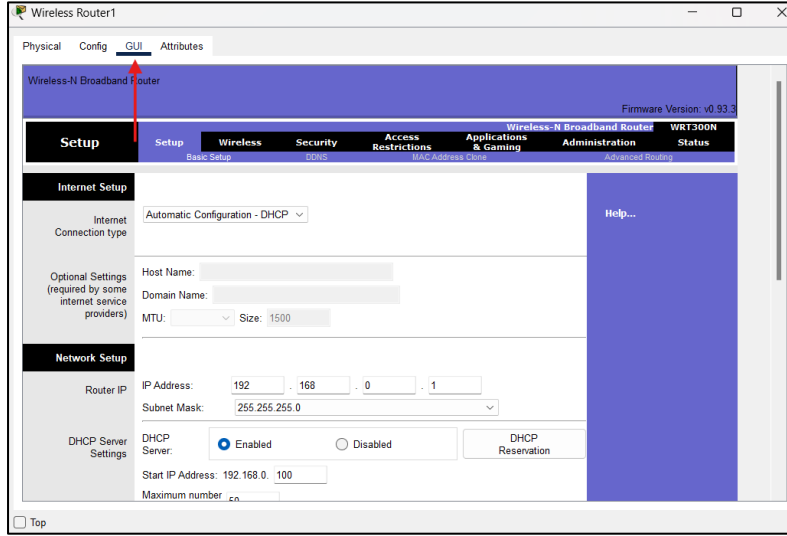 Wireless Router1
Physical Config GUI Attributes
Wireless-N Broadband Router
Firmware Version: v0.93.3
Wireless-N Broadband Router WRT300N
Setup
Setup Wireless Security Access Restrictions Applications & Gaming Administration Status
Basic Setup DDNS MAC Address Clone Advanced Routing
Internet Setup
Internet Connection type
Automatic Configuration - DHCP
Help...
Optional Settings
(required by some
internet service
providers)
Host Name:
Domain Name:
MTU: Size: 1500
Network Setup
Router IP
IP Address: 192 . 168 . 0 . 1
Subnet Mask: 255.255.255.0
DHCP Server
Settings
DHCP
Server:
Enabled Disabled
DHCP
Reservation
Start IP Address: 192.168.0. 100
Maximum number 50
Top